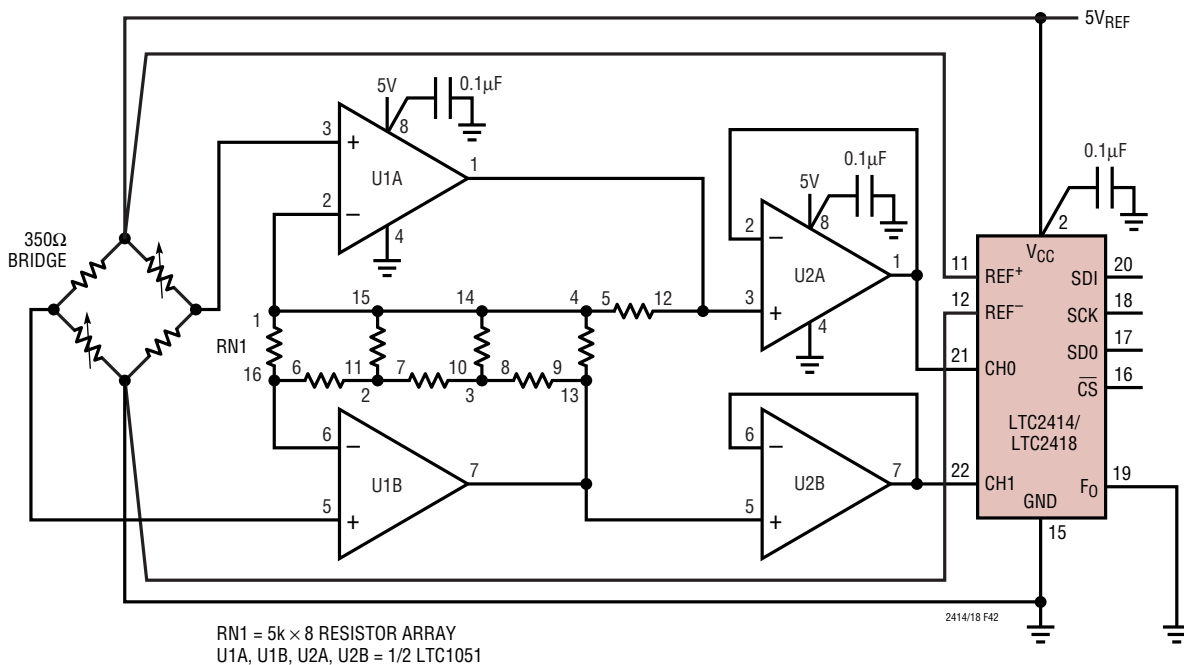 5VREF
5V
0.1µF
8
3
+
U1A
1
2
−
4
5V
0.1µF
8
2
−
U2A
1
3
+
4
0.1µF
2
VCC
11
REF+
SDI
20
12
REF−
SCK
18
SD0
17
21
CH0
CS
16
LTC2414/
LTC2418
22
CH1
FO
19
GND
15
350Ω
BRIDGE
15
14
4
5
12
1
RN1
16
6
11
7
10
8
9
2
3
13
6
−
U1B
7
5
+
6
−
U2B
7
5
+
2414/18 F42
RN1 = 5k × 8 RESISTOR ARRAY
U1A, U1B, U2A, U2B = 1/2 LTC1051